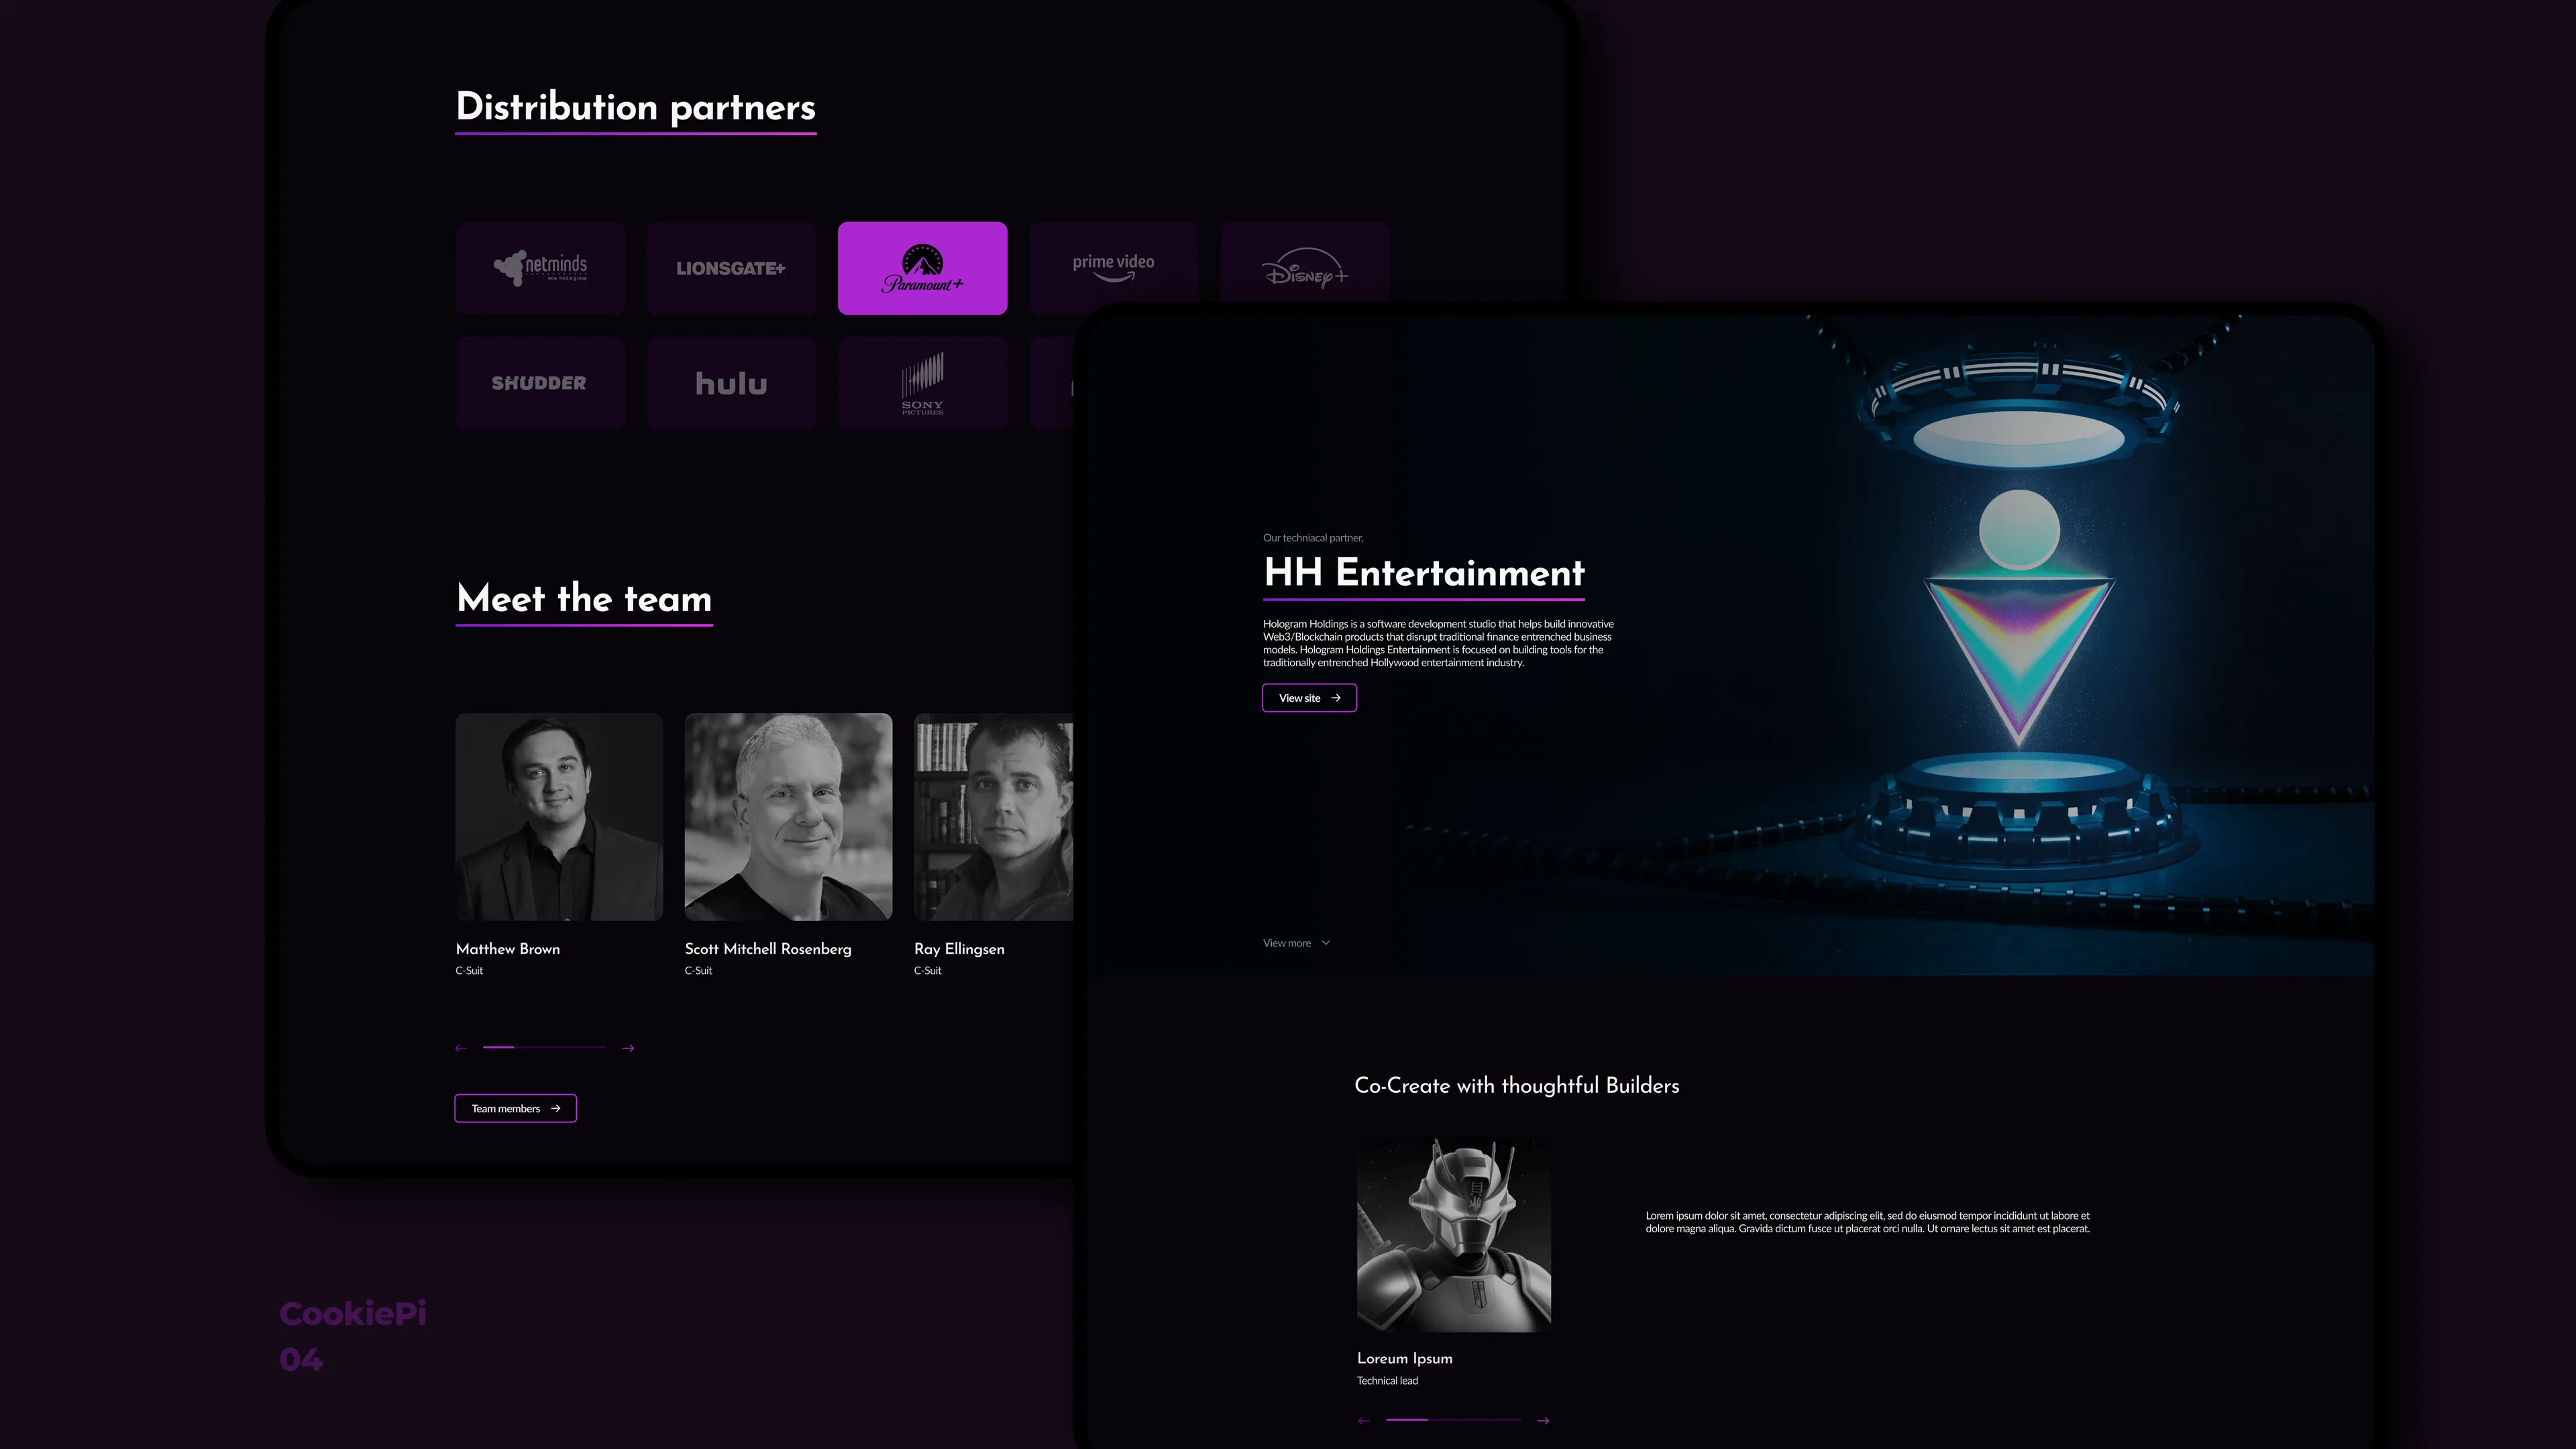 Distribution partners
netminds
new media group
LIONSGATE+
Paramount+
prime video
Disney+
SHUDDER
hulu
SONY
PICTURES
Meet the team
Matthew Brown
C-Suit
Scott Mitchell Rosenberg
C-Suit
Ray Ellingsen
C-Suit
Team members
Our techniacal partner,
HH Entertainment
Hologram Holdings is a software development studio that helps build innovative
Web3/Blockchain products that disrupt traditional finance entrenched business
models. Hologram Holdings Entertainment is focused on building tools for the
traditionally entrenched Hollywood entertainment industry.
View site
View more
Co-Create with thoughtful Builders
Lorem ipsum dolor sit amet, consectetur adipiscing elit, sed do eiusmod tempor incididunt ut labore et
dolore magna aliqua. Gravida dictum fusce ut placerat orci nulla. Ut ornare lectus sit amet est placerat.
Loreum Ipsum
Technical lead
CookiePi
04